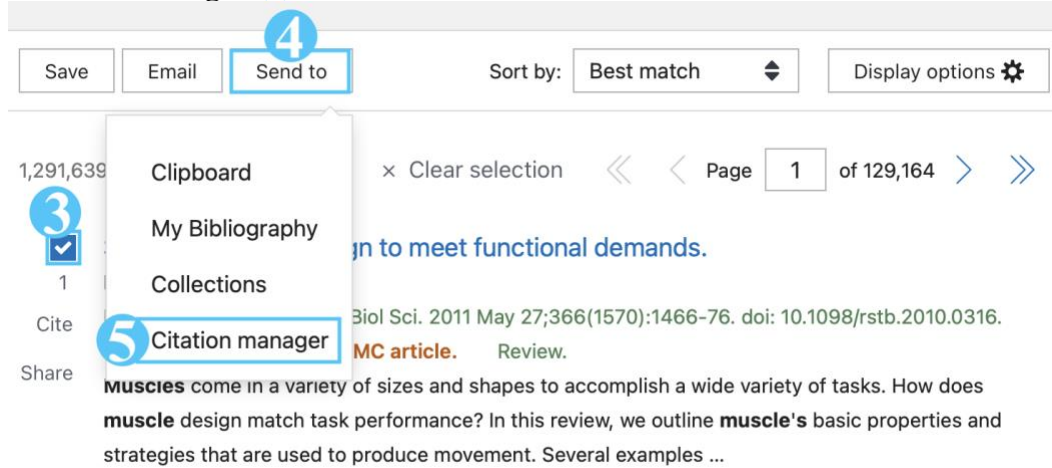 4
Save Email Send to Sort by: Best match Display options
1,291,639 × Clear selection Page 1 of 129,164
Clipboard
3
My Bibliography
to meet functional demands.
1
Collections
Cite Biol Sci. 2011 May 27;366(1570):1466-76. doi: 10.1098/rstb.2010.0316.
5 Citation manager
MC article. Review.
Share
Muscles come in a variety of sizes and shapes to accomplish a wide variety of tasks. How does
muscle design match task performance? In this review, we outline muscle's basic properties and
strategies that are used to produce movement. Several examples ...